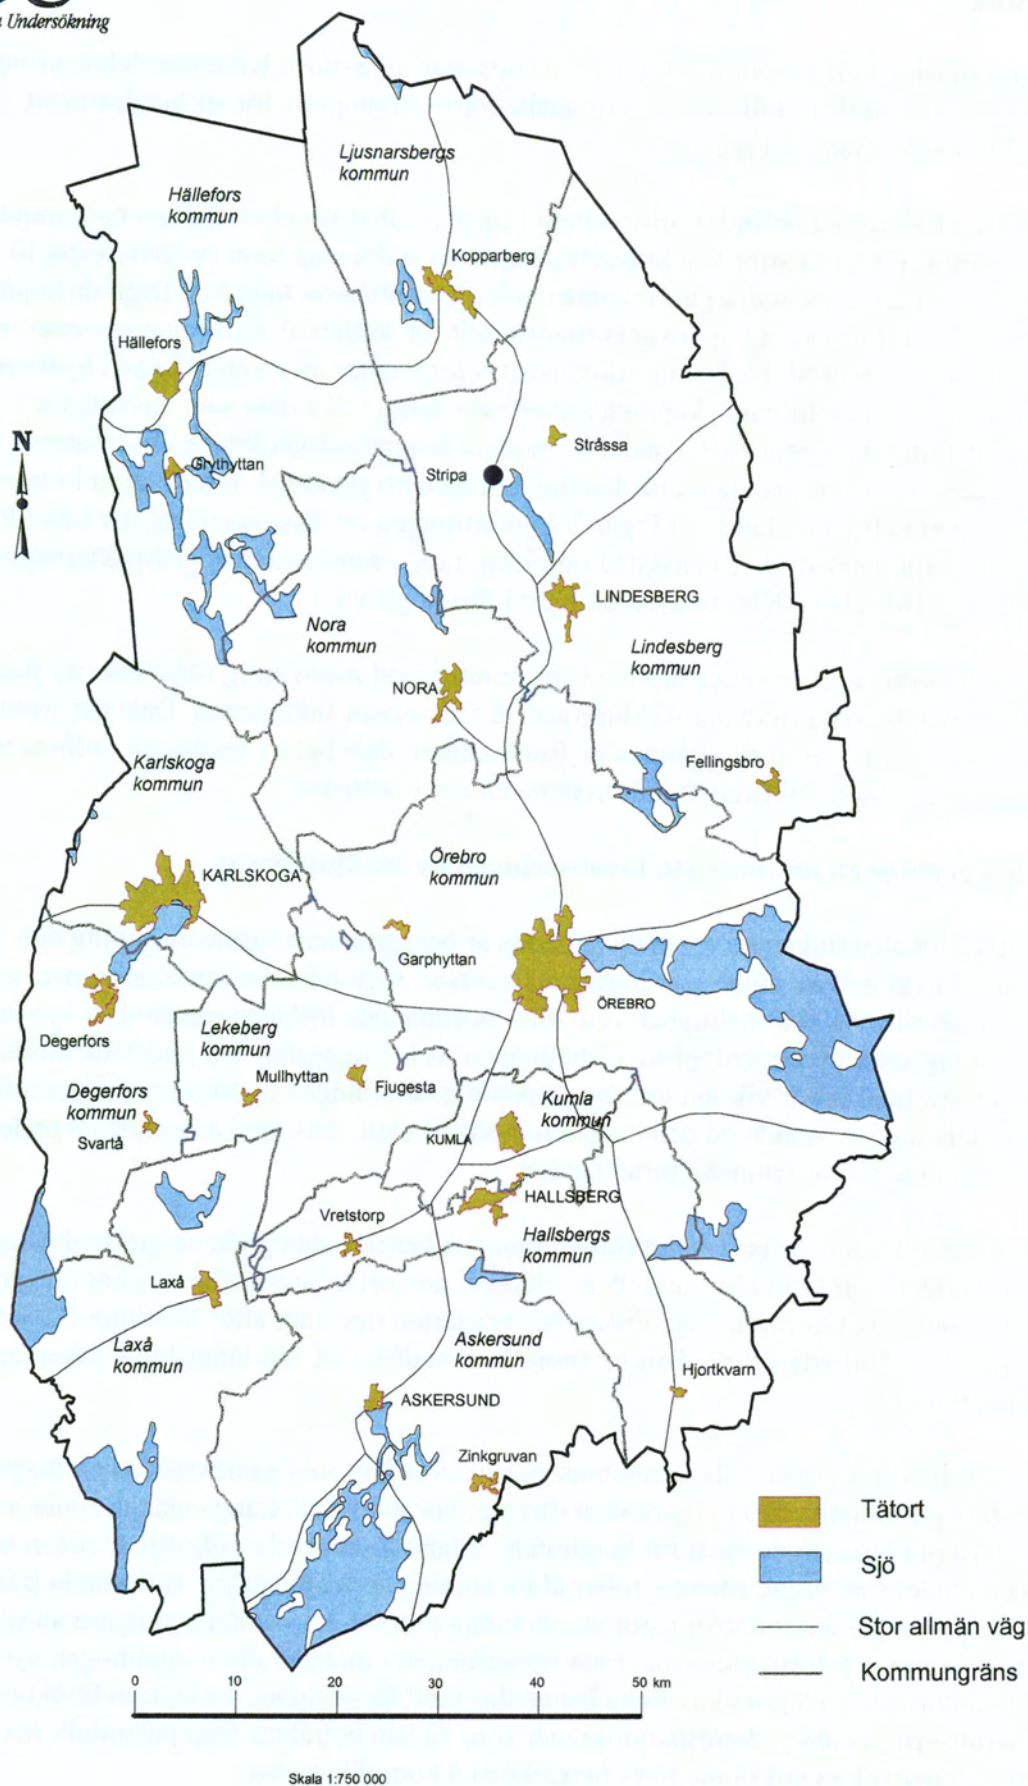 Undersökning
Ljusnarsbergs
kommun
Hällefors
kommun
Kopparberg
Hällefors
Stråssa
N
Grythyttan
Stripa
LINDESBERG
Nora
kommun
Lindesberg
kommun
NORA
Karlskoga
kommun
Fellingsbro
Örebro
kommun
KARLSKOGA
Garphyttan
ÖREBRO
Lekeberg
kommun
Degerfors
Mullhyttan
Fjugesta
Degerfors
kommun
Kumla
kommun
Svartå
KUMLA
HALLSBERG
Vretstorp
Hallsbergs
kommun
Laxå
Laxå
kommun
Askersund
kommun
Hjortkvarn
ASKERSUND
Zinkgruvan
Tätort
Sjö
Stor allmän väg
Kommungräns
0 10 20 30 40 50 km
Skala 1:750 000